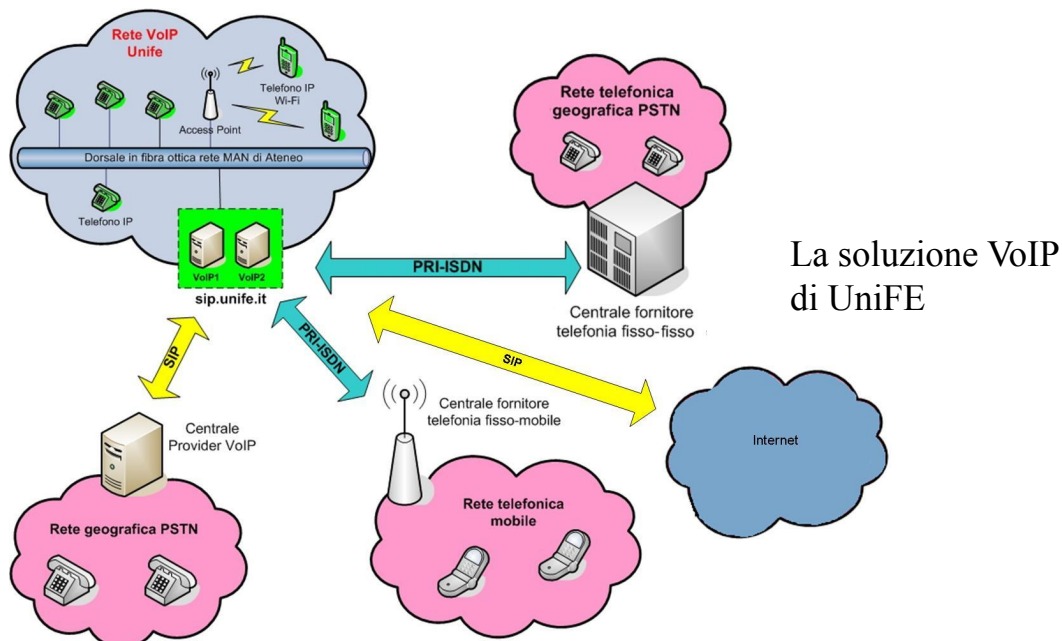 Rete VoIP
Unife
Telefono IP
Wi-Fi
Access Point
Dorsale in fibra ottica rete MAN di Ateneo
Telefono IP
VoIP1
VoIP2
sip.unife.it
Rete telefonica
geografica PSTN
PRI-ISDN
Centrale fornitore
telefonia fisso-fisso
La soluzione VoIP
di UniFE
SIP
PRI-ISDN
SIP
Centrale
Provider VoIP
Centrale fornitore
telefonia fisso-mobile
Internet
Rete geografica PSTN
Rete telefonica
mobile